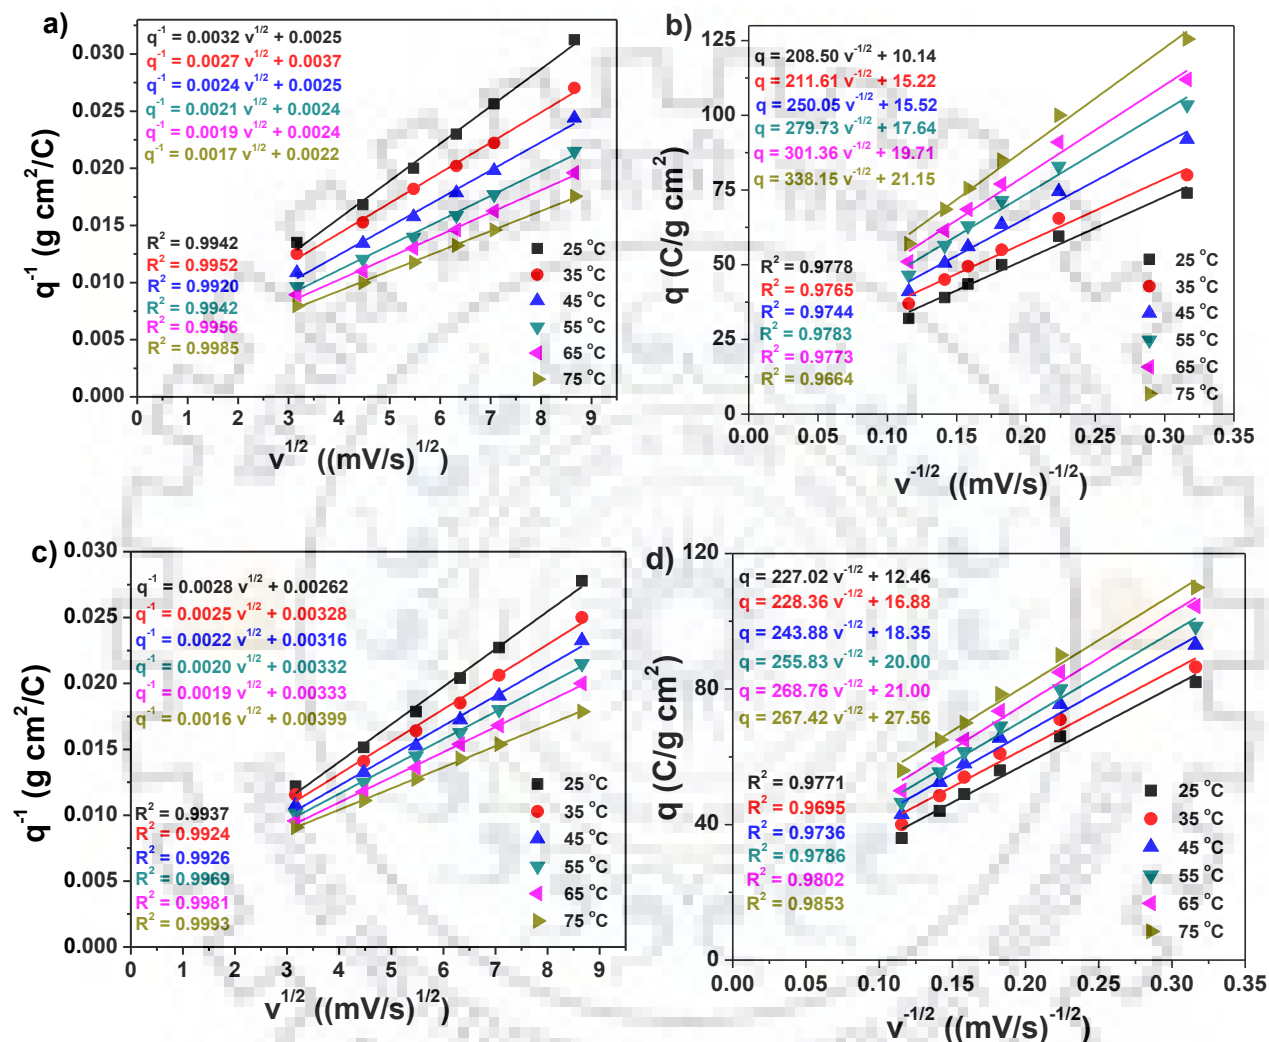 a)
q⁻¹ (g cm²/C)
0.030
0.025
0.020
0.015
0.010
0.005
0.000
q⁻¹ = 0.0032 v^1/2 + 0.0025
q⁻¹ = 0.0027 v^1/2 + 0.0037
q⁻¹ = 0.0024 v^1/2 + 0.0025
q⁻¹ = 0.0021 v^1/2 + 0.0024
q⁻¹ = 0.0019 v^1/2 + 0.0024
q⁻¹ = 0.0017 v^1/2 + 0.0022
R² = 0.9942
R² = 0.9952
R² = 0.9920
R² = 0.9942
R² = 0.9956
R² = 0.9985
25 °C
35 °C
45 °C
55 °C
65 °C
75 °C
0 1 2 3 4 5 6 7 8 9
v^1/2 ((mV/s)^1/2)
b)
q (C/g cm²)
125
100
75
50
25
0
q = 208.50 v^-1/2 + 10.14
q = 211.61 v^-1/2 + 15.22
q = 250.05 v^-1/2 + 15.52
q = 279.73 v^-1/2 + 17.64
q = 301.36 v^-1/2 + 19.71
q = 338.15 v^-1/2 + 21.15
R² = 0.9778
R² = 0.9765
R² = 0.9744
R² = 0.9783
R² = 0.9773
R² = 0.9664
25 °C
35 °C
45 °C
55 °C
65 °C
75 °C
0.00 0.05 0.10 0.15 0.20 0.25 0.30 0.35
v^-1/2 ((mV/s)^-1/2)
c)
q⁻¹ (g cm²/C)
0.030
0.025
0.020
0.015
0.010
0.005
0.000
q⁻¹ = 0.0028 v^1/2 + 0.00262
q⁻¹ = 0.0025 v^1/2 + 0.00328
q⁻¹ = 0.0022 v^1/2 + 0.00316
q⁻¹ = 0.0020 v^1/2 + 0.00332
q⁻¹ = 0.0019 v^1/2 + 0.00333
q⁻¹ = 0.0016 v^1/2 + 0.00399
R² = 0.9937
R² = 0.9924
R² = 0.9926
R² = 0.9969
R² = 0.9981
R² = 0.9993
25 °C
35 °C
45 °C
55 °C
65 °C
75 °C
0 1 2 3 4 5 6 7 8 9
v^1/2 ((mV/s)^1/2)
d)
q (C/g cm²)
120
80
40
0
q = 227.02 v^-1/2 + 12.46
q = 228.36 v^-1/2 + 16.88
q = 243.88 v^-1/2 + 18.35
q = 255.83 v^-1/2 + 20.00
q = 268.76 v^-1/2 + 21.00
q = 267.42 v^-1/2 + 27.56
R² = 0.9771
R² = 0.9695
R² = 0.9736
R² = 0.9786
R² = 0.9802
R² = 0.9853
25 °C
35 °C
45 °C
55 °C
65 °C
75 °C
0.00 0.05 0.10 0.15 0.20 0.25 0.30 0.35
v^-1/2 ((mV/s)^-1/2)